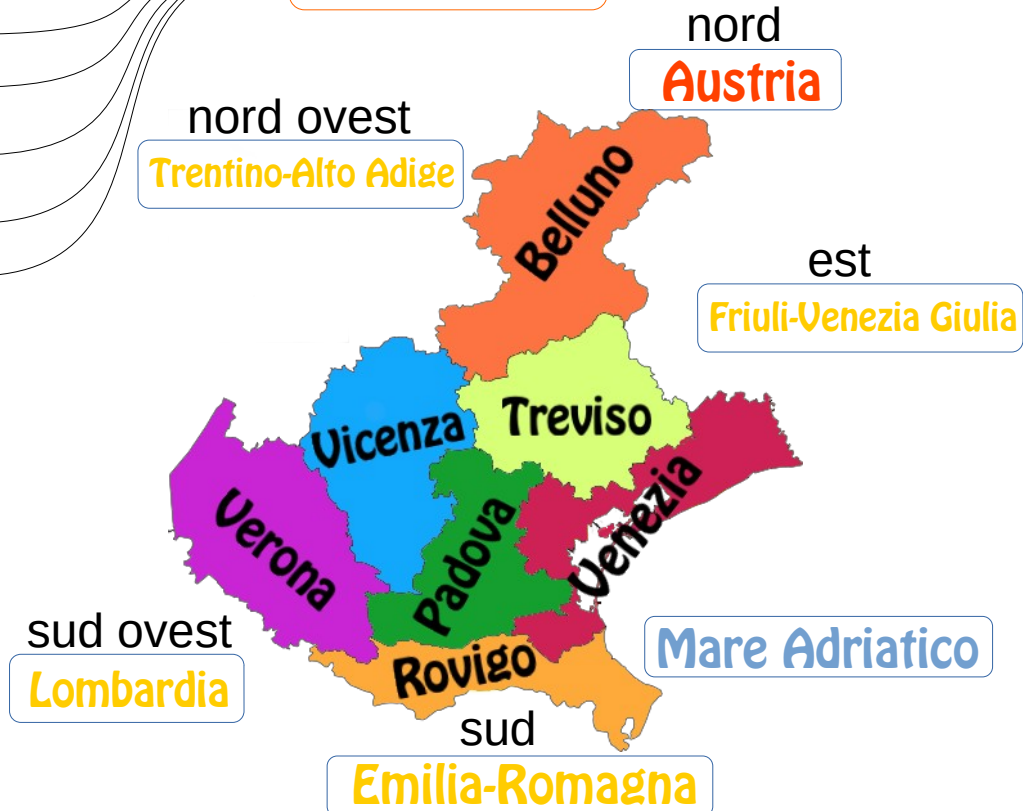 nord
Austria
nord ovest
Trentino-Alto Adige
Belluno
est
Friuli-Venezia Giulia
Vicenza
Treviso
Verona
Padova
Venezia
sud ovest
Lombardia
Rovigo
Mare Adriatico
sud
Emilia-Romagna